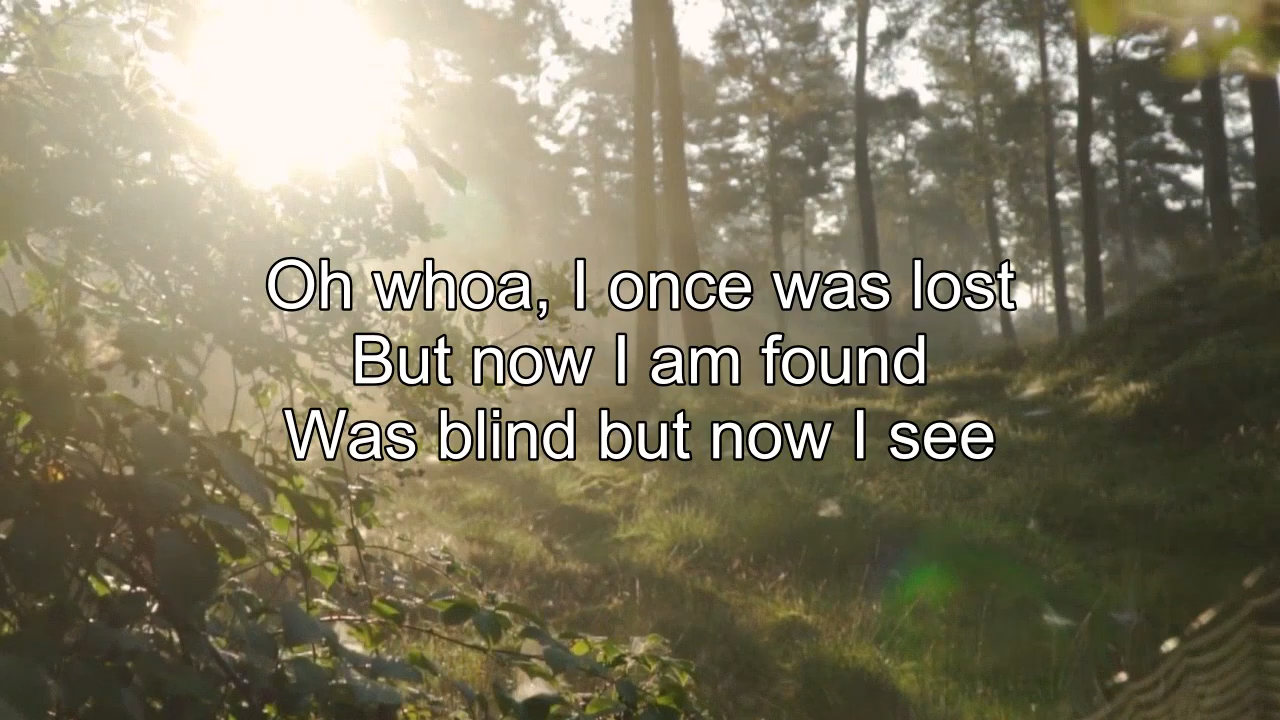 Oh whoa, I once was lost
But now I am found
Was blind but now I see